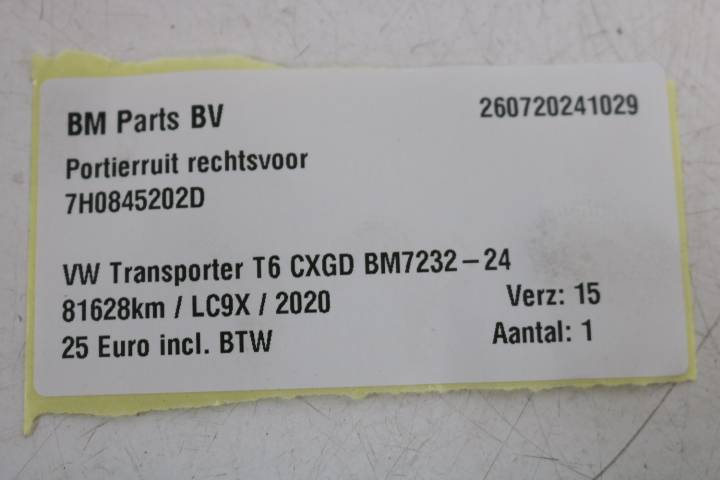 BM Parts BV 260720241029
Portierruit rechtsvoor
7H0845202D
VW Transporter T6 CXGD BM7232-24
81628km / LC9X / 2020 Verz: 15
25 Euro incl. BTW Aantal: 1